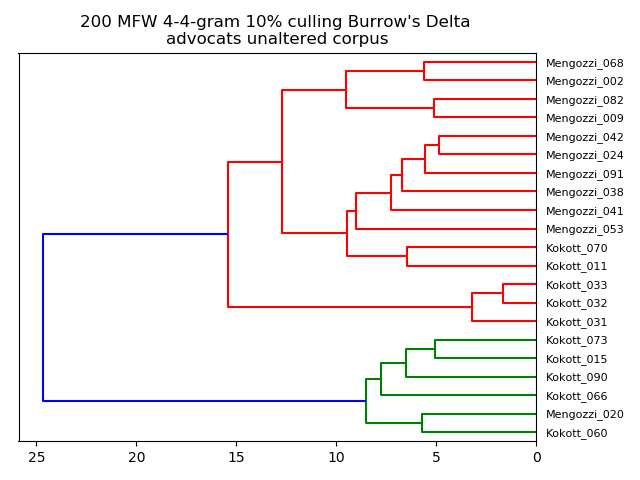 200 MFW 4-4-gram 10% culling Burrow's Delta
advocats unaltered corpus
Mengozzi_068
Mengozzi_002
Mengozzi_082
Mengozzi_009
Mengozzi_042
Mengozzi_024
Mengozzi_091
Mengozzi_038
Mengozzi_041
Mengozzi_053
Kokott_070
Kokott_011
Kokott_033
Kokott_032
Kokott_031
Kokott_073
Kokott_015
Kokott_090
Kokott_066
Mengozzi_020
Kokott_060
25 20 15 10 5 0